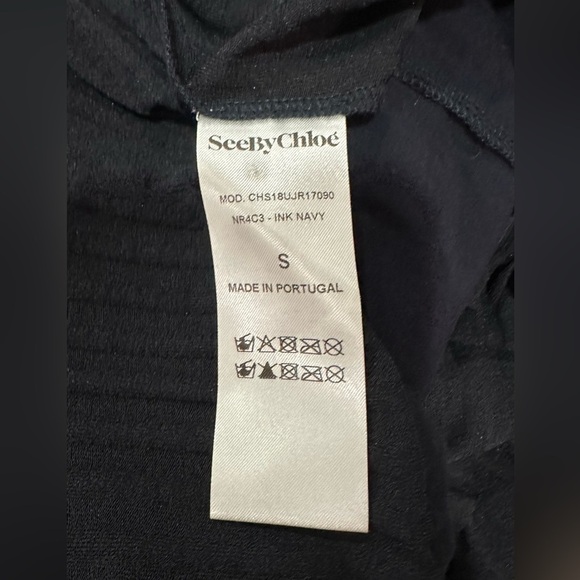 SeeByChloé
MOD. CHS18UJR17090
NR4C3 - INK NAVY
S
MADE IN PORTUGAL